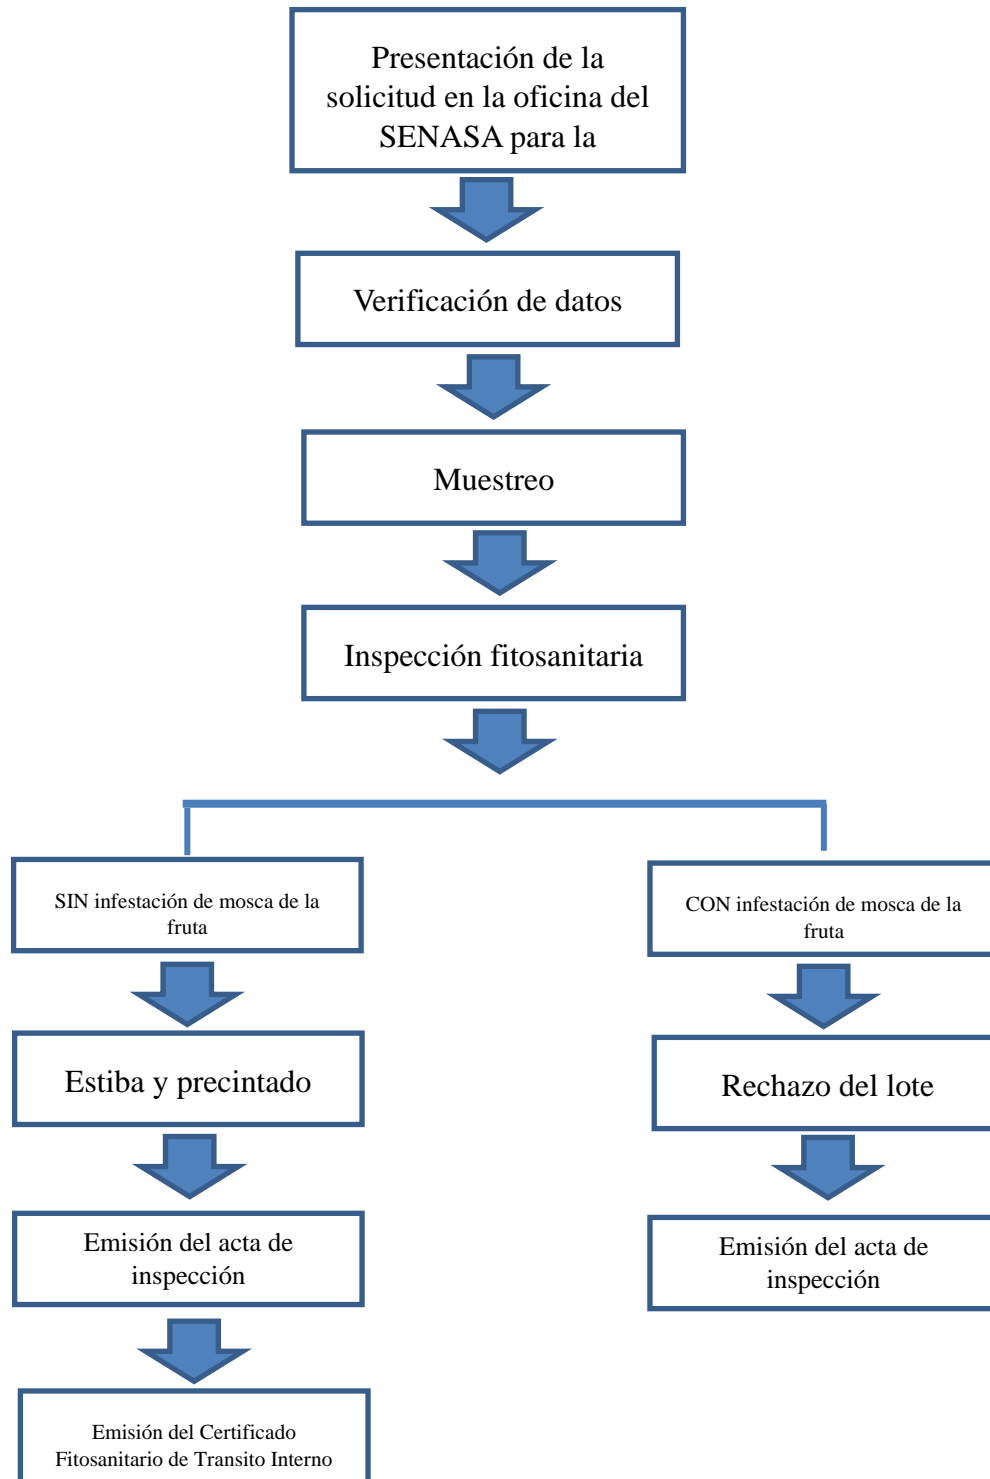 Presentación de la
solicitud en la oficina del
SENASA para la
Verificación de datos
Muestreo
Inspección fitosanitaria
SIN infestación de mosca de la
fruta
CON infestación de mosca de la
fruta
Estiba y precintado
Rechazo del lote
Emisión del acta de
inspección
Emisión del acta de
inspección
Emisión del Certificado
Fitosanitario de Transito Interno